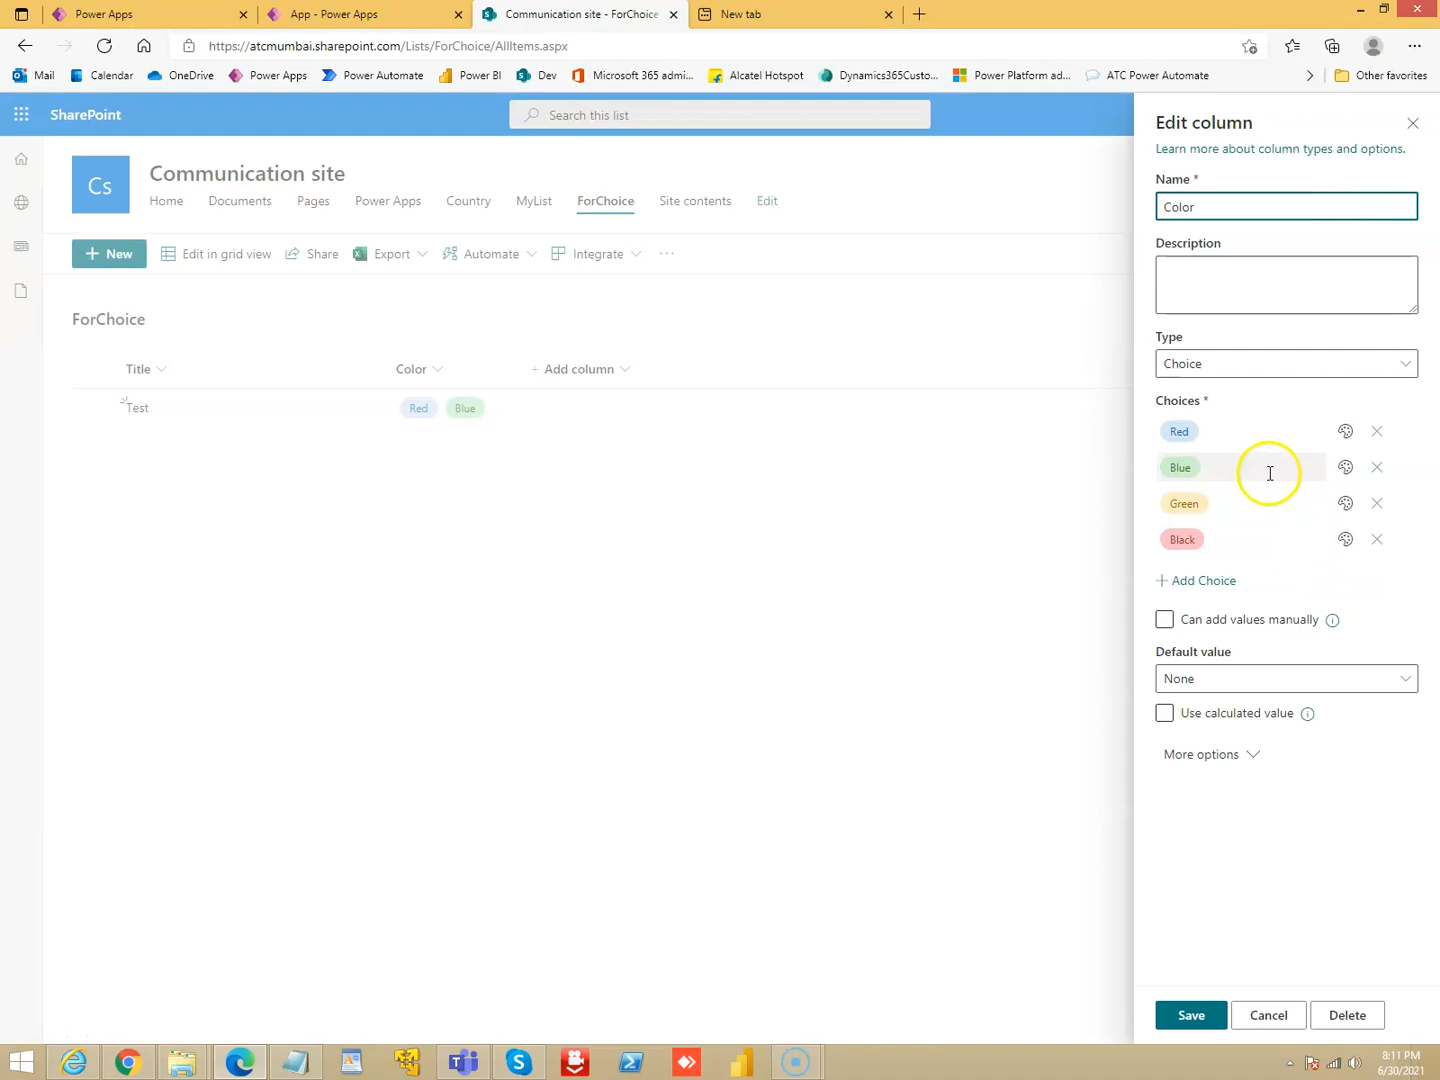 Power Apps
App - Power Apps
Communication site - ForChoice
New tab
https://atcmumbai.sharepoint.com/Lists/ForChoice/AllItems.aspx
Mail
Calendar
OneDrive
Power Apps
Power Automate
Power BI
Dev
Microsoft 365 admi...
Alcatel Hotspot
Dynamics365Custo...
Power Platform ad...
ATC Power Automate
Other favorites
SharePoint
Search this list
Cs
Communication site
Home
Documents
Pages
Power Apps
Country
MyList
ForChoice
Site contents
Edit
New
Edit in grid view
Share
Export
Automate
Integrate
ForChoice
Title
Color
+ Add column
Test
Red
Blue
Edit column
Learn more about column types and options.
Name *
Color
Description
Type
Choice
Choices *
Red
Blue
Green
Black
+ Add Choice
Can add values manually
Default value
None
Use calculated value
More options
Save
Cancel
Delete
8:11 PM
6/30/2021